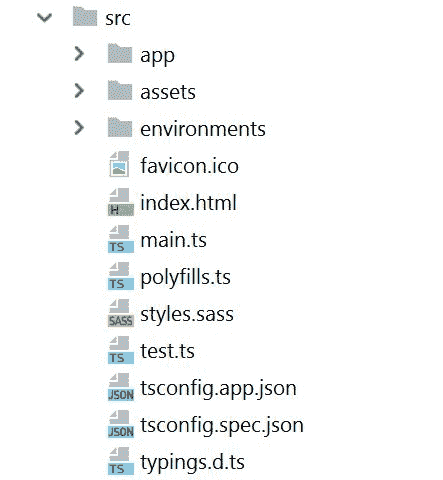 src
app
assets
environments
favicon.ico
H index.html
TS main.ts
TS polyfills.ts
SASS styles.sass
TS test.ts
JSON tsconfig.app.json
JSON tsconfig.spec.json
TS typings.d.ts